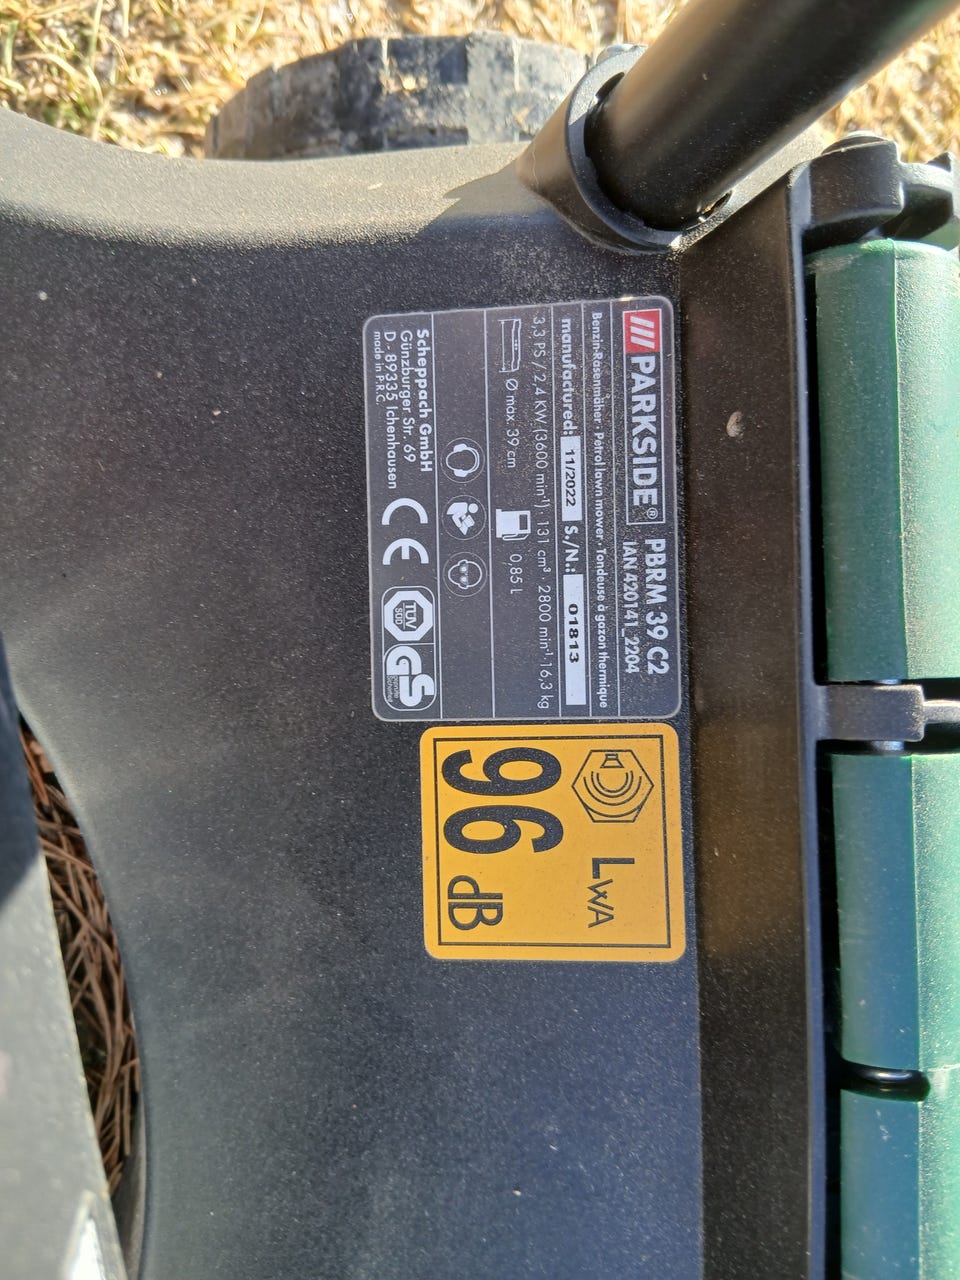 /// PARKSIDE® PBRM 39 C2
IAN 420141_2204
Benzin-Rasenmäher · Petrol lawn mower · Tondeuse à gazon thermique
manufactured: 11/2022 S./N.: 01813
3,3 PS / 2,4 KW (3600 min⁻¹) · 131 cm³ · 2800 min⁻¹ · 16,3 kg
Ø máx. 39 cm
0,85 L
Scheppach GmbH
Günzburger Str. 69
D - 89335 Ichenhausen
made in P.R.C.
CE
TÜV
SÜD
GS
LWA
96 dB